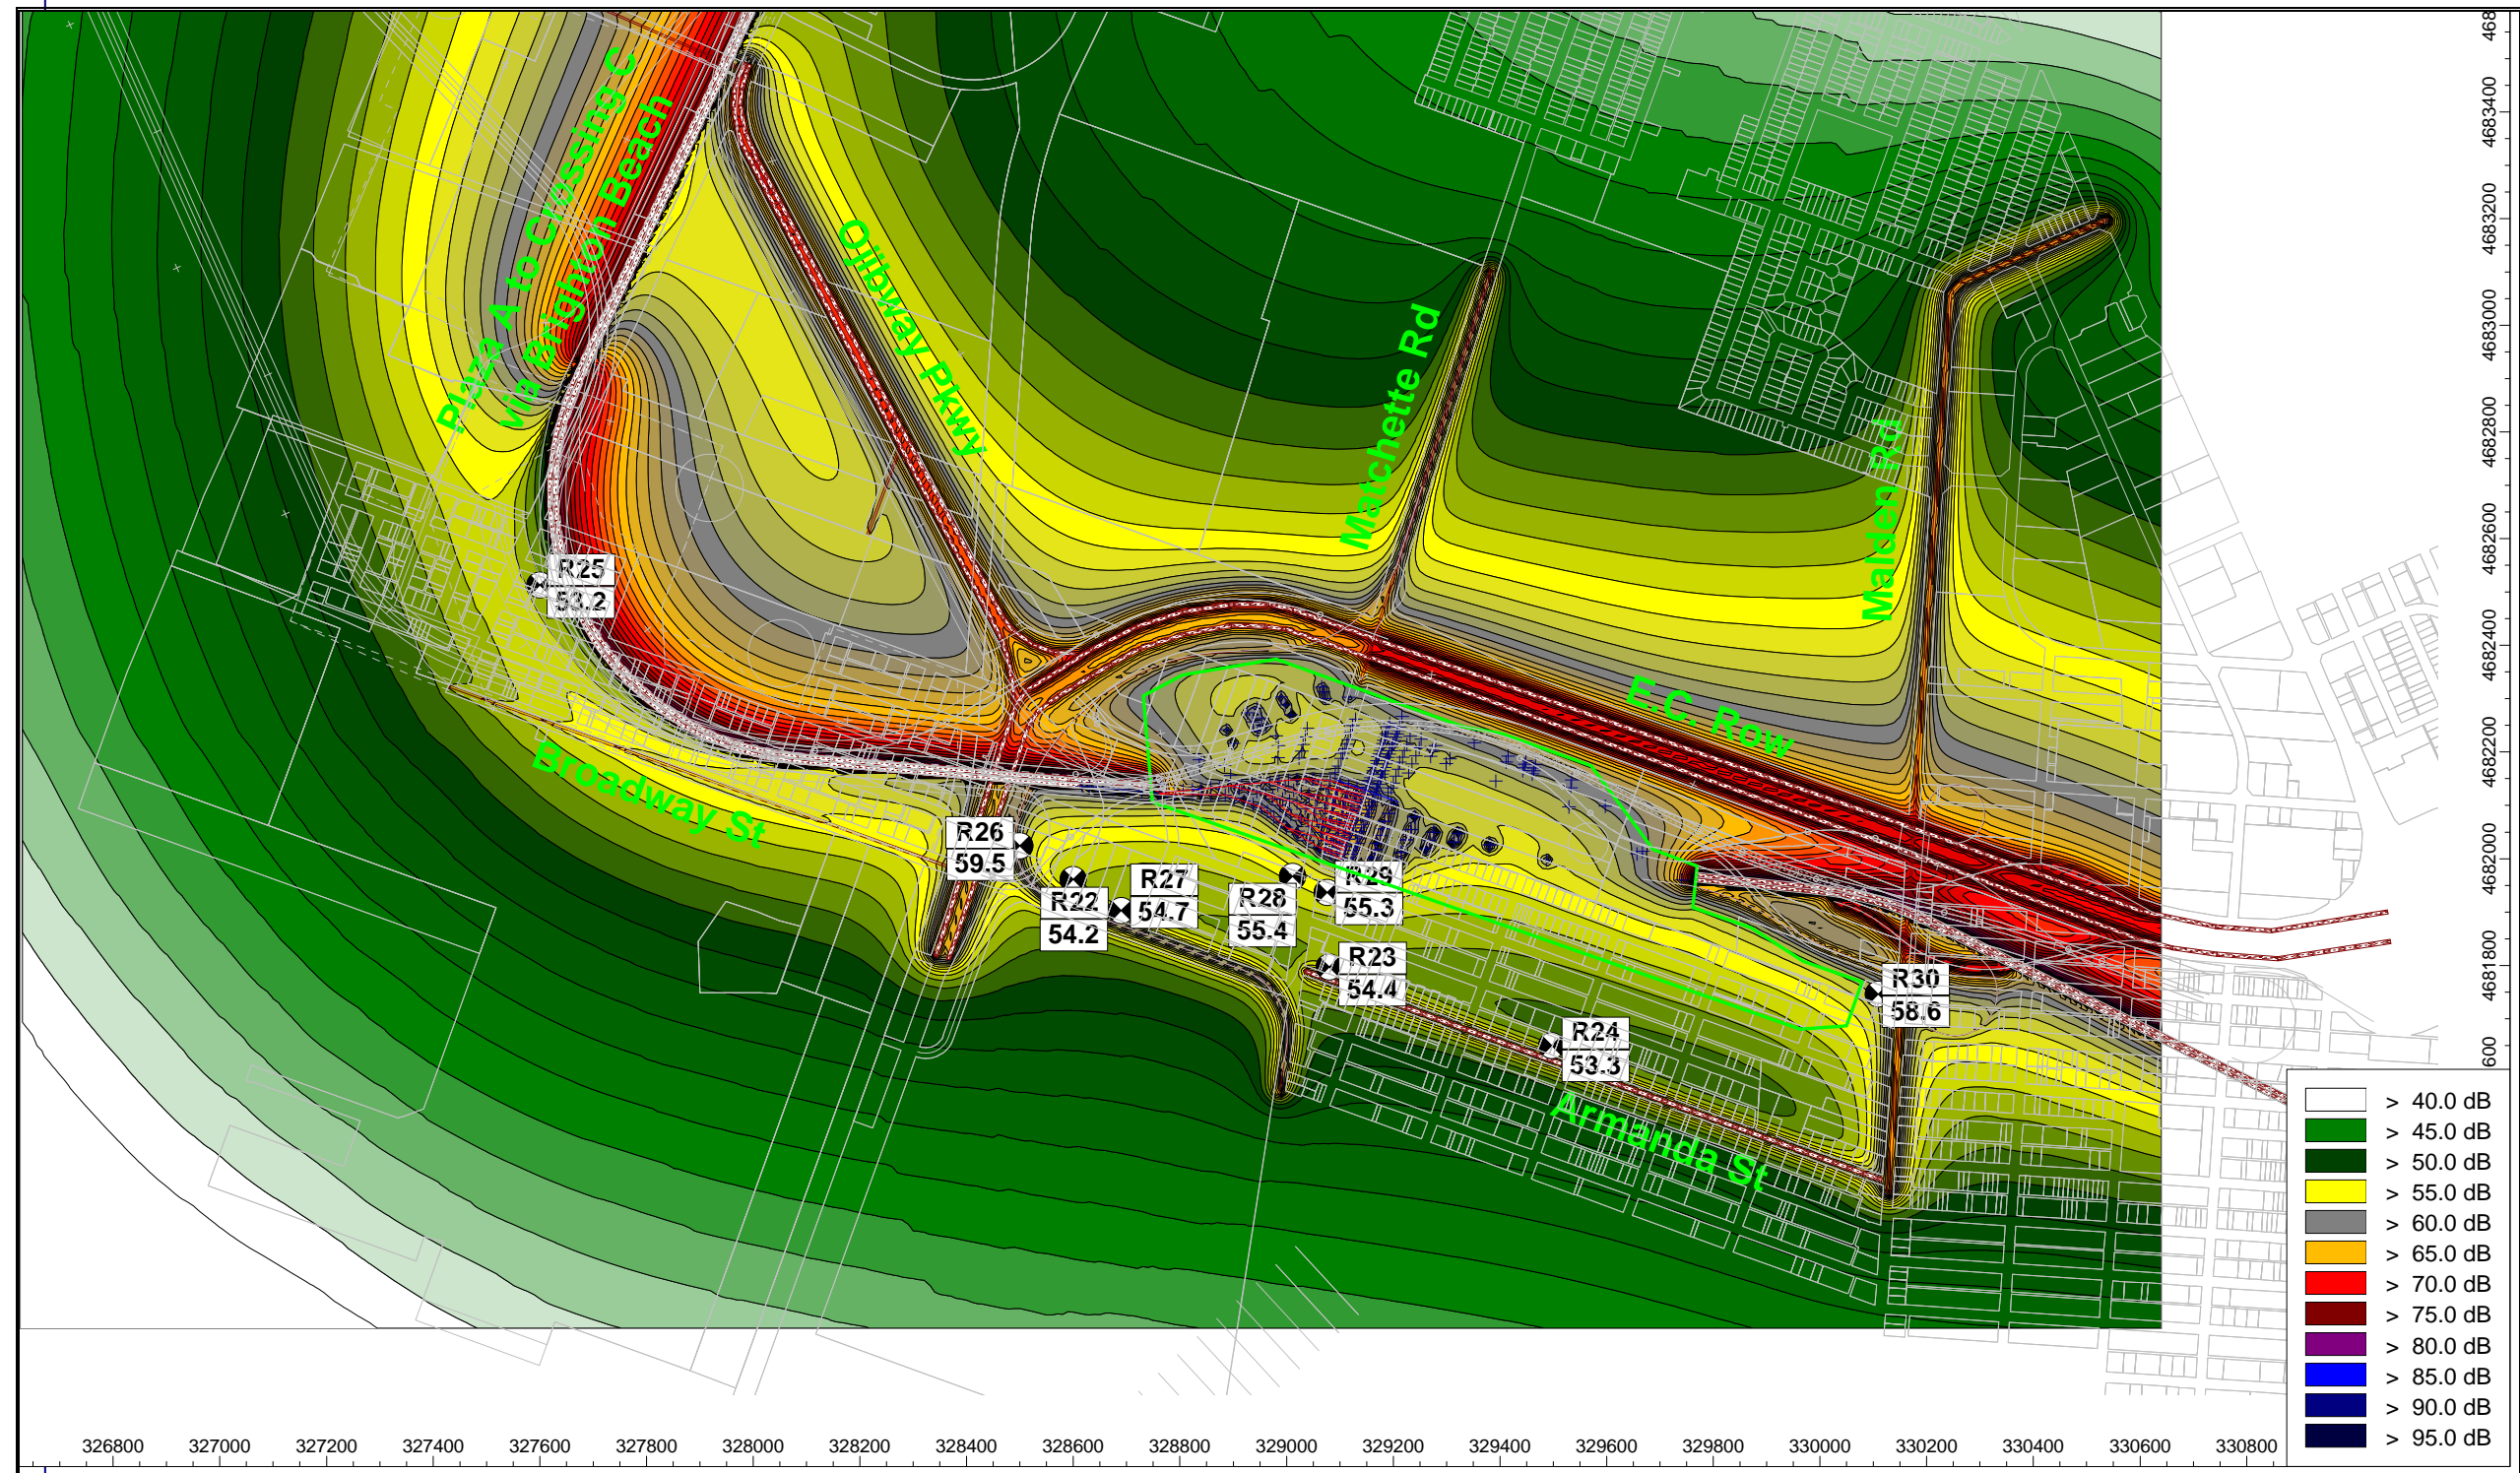 Plaza A to Crossing C
via Brighton Beach
Ojibway Pkwy
Matchette Rd
Malden Rd
E.C. Row
Broadway St
Armanda St
R25
53.2
R26
59.5
R22
54.2
R27
54.7
R28
55.4
R29
55.3
R23
54.4
R24
53.3
R30
58.6
468
4683400
4683200
4683000
4682800
4682600
4682400
4682200
4682000
4681800
600
> 40.0 dB
> 45.0 dB
> 50.0 dB
> 55.0 dB
> 60.0 dB
> 65.0 dB
> 70.0 dB
> 75.0 dB
> 80.0 dB
> 85.0 dB
> 90.0 dB
> 95.0 dB
326800 327000 327200 327400 327600 327800 328000 328200 328400 328600 328800 329000 329200 329400 329600 329800 330000 330200 330400 330600 330800